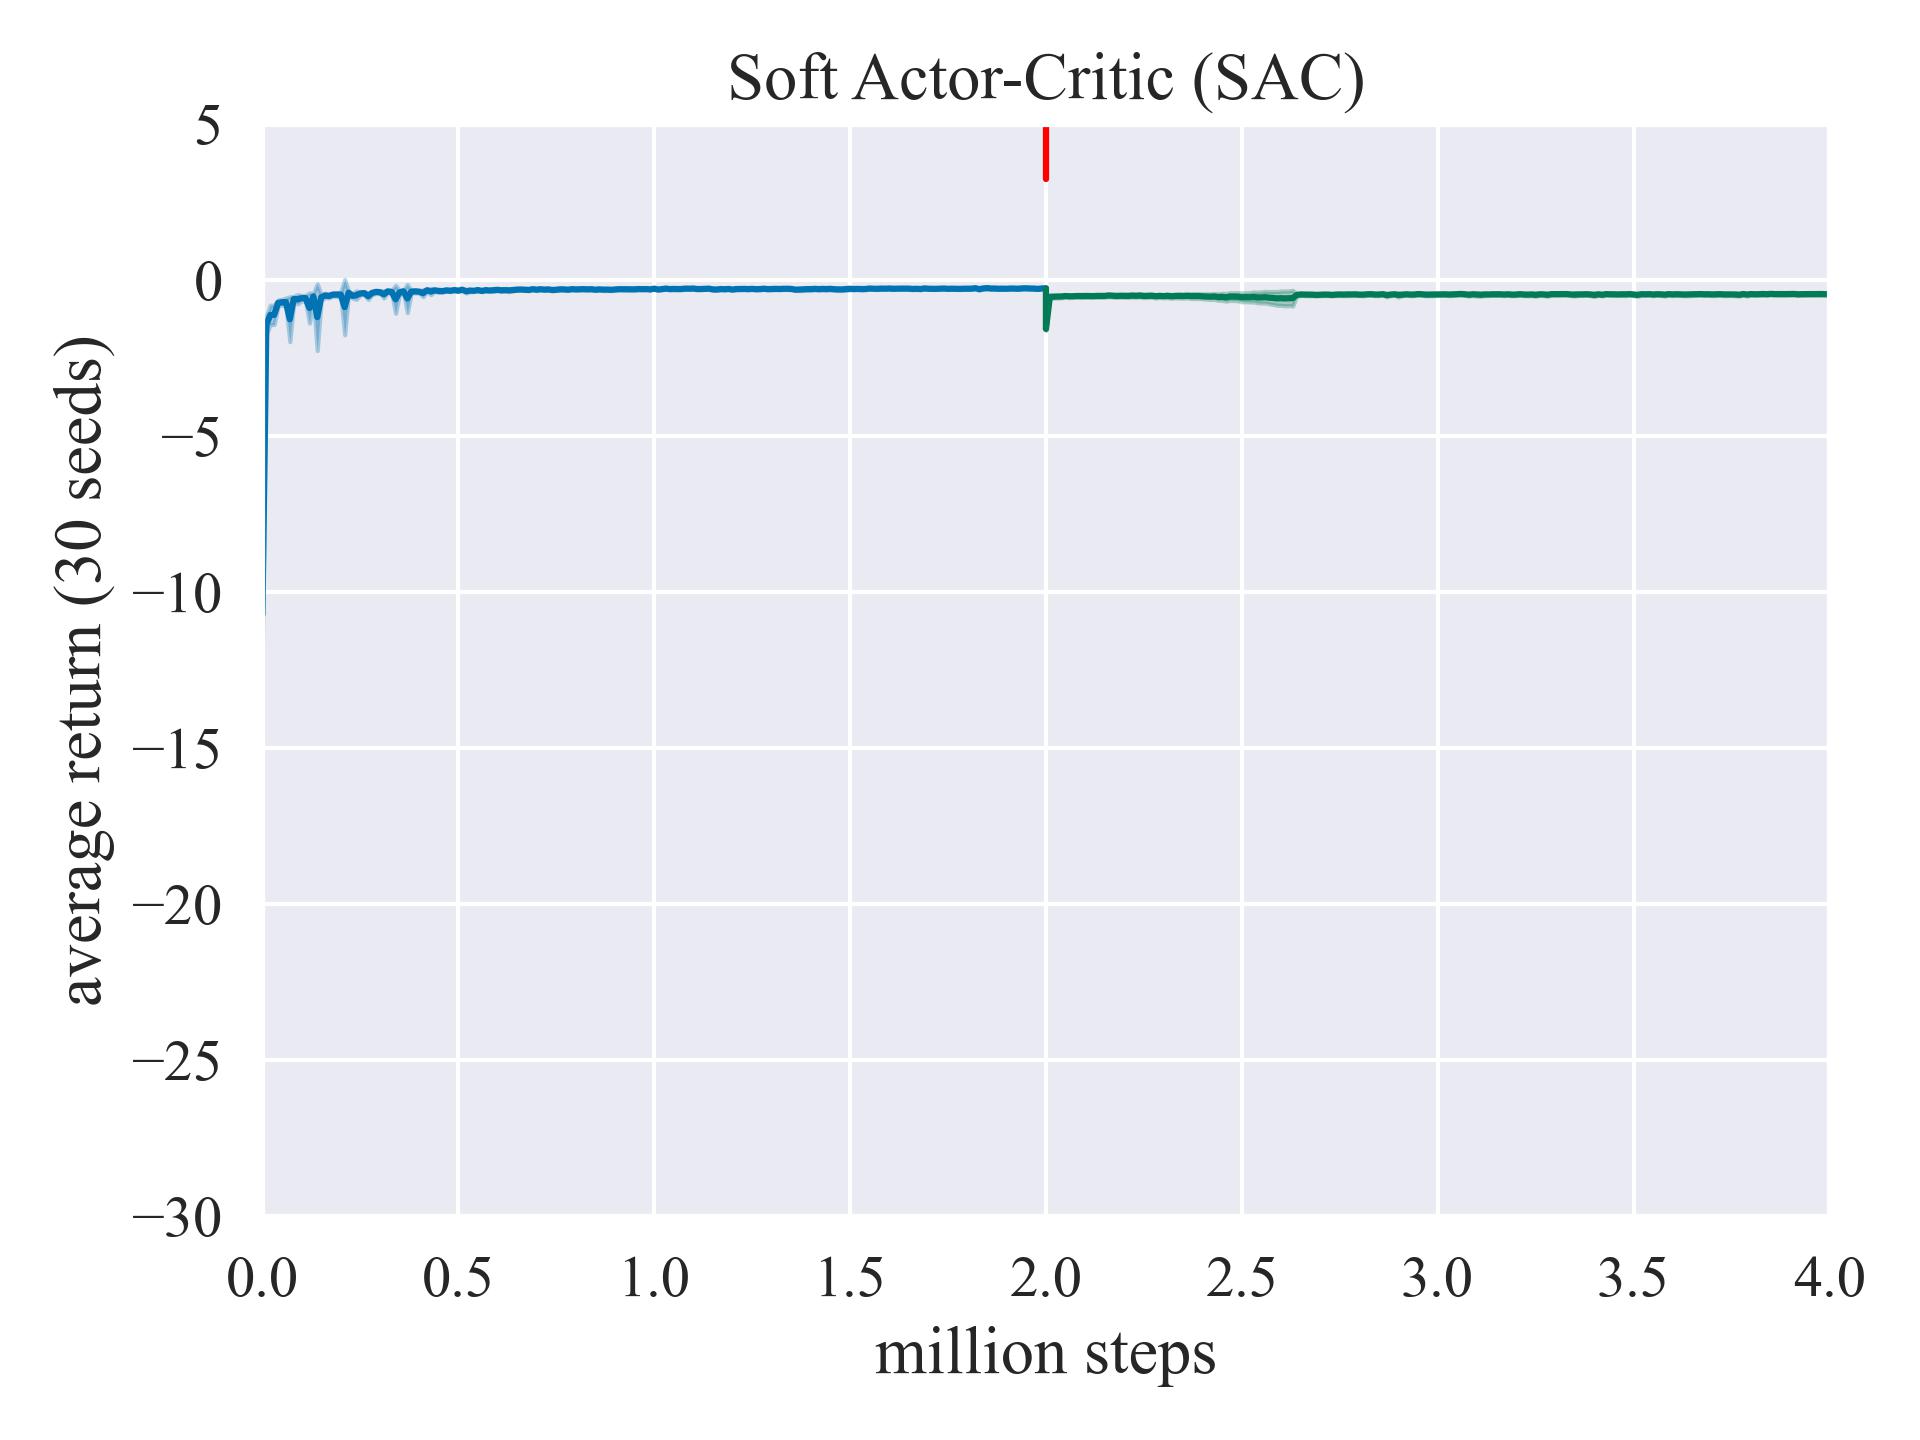 Soft Actor-Critic (SAC)
5
0
−5
−10
−15
−20
−25
−30
average return (30 seeds)
0.0 0.5 1.0 1.5 2.0 2.5 3.0 3.5 4.0
million steps